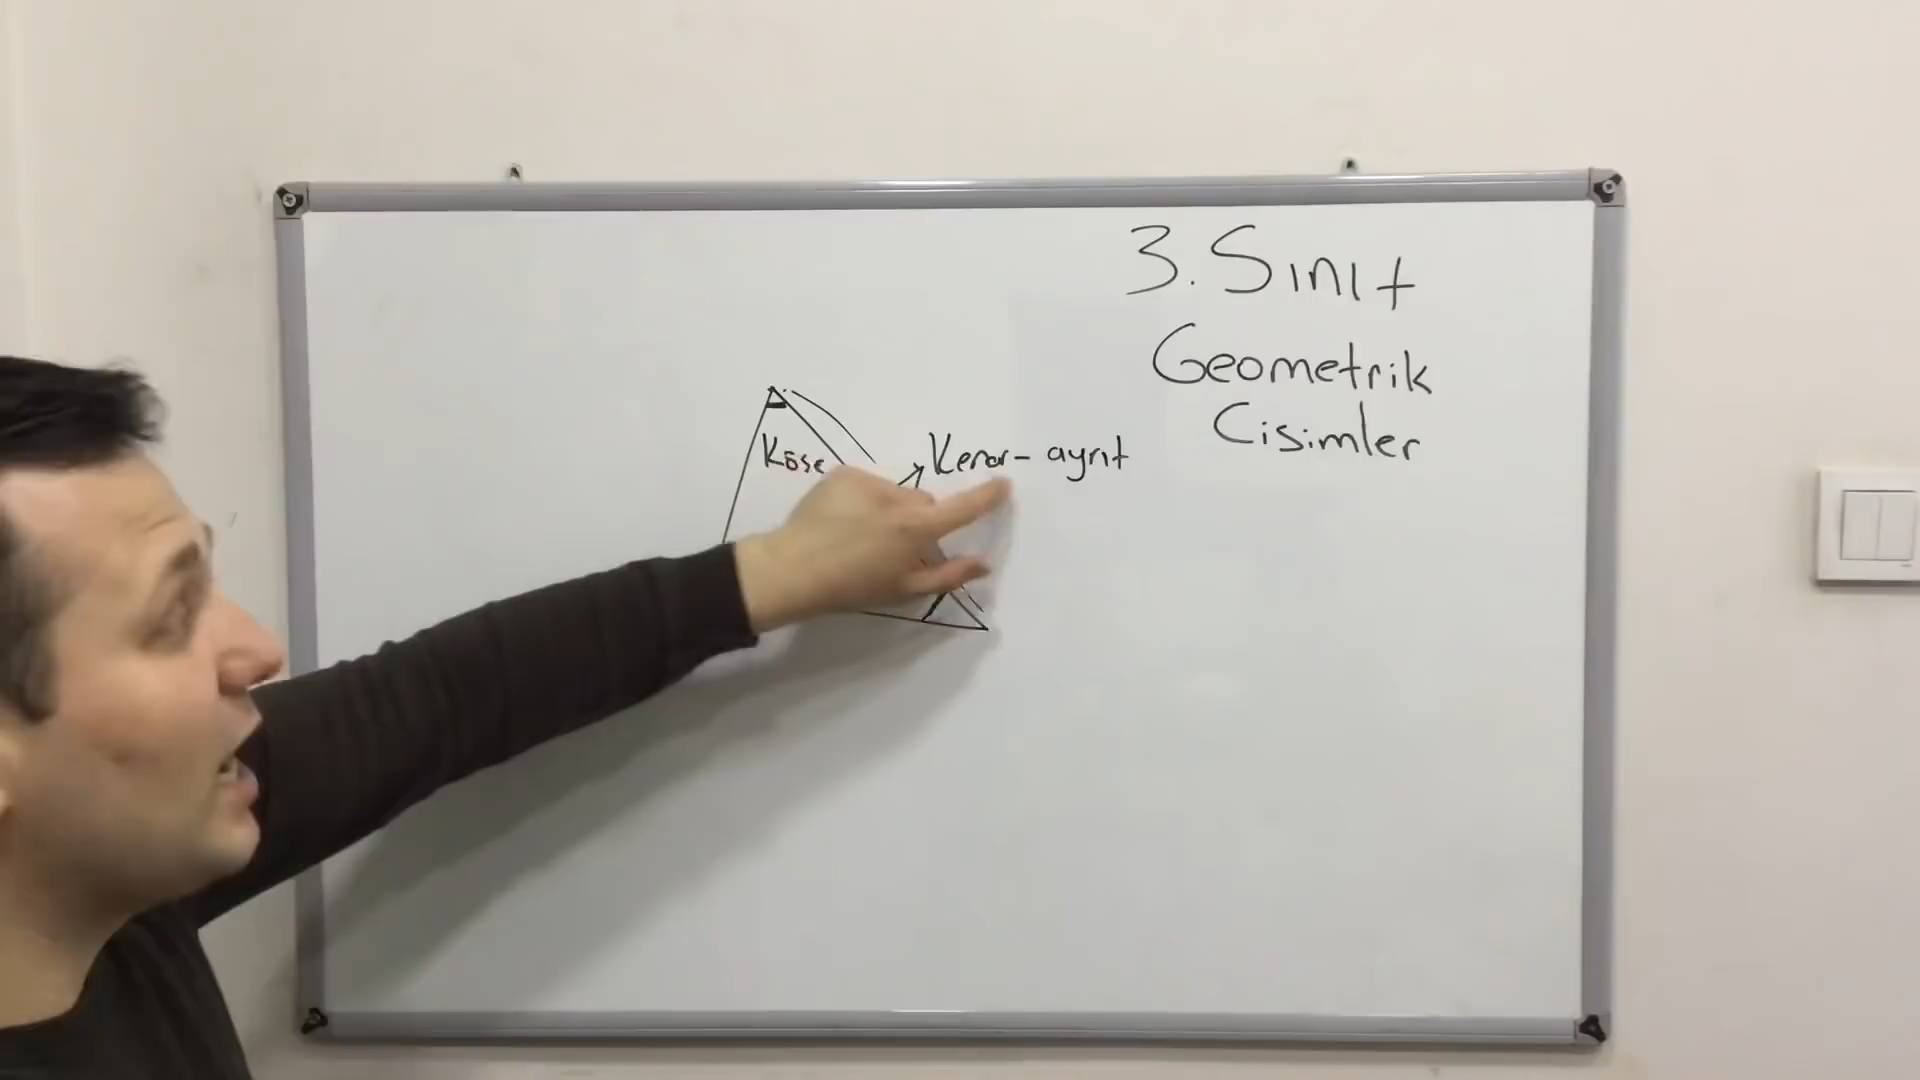 3. Sınıf
Geometrik
Cisimler
Köşe
Kenar - ayrıt